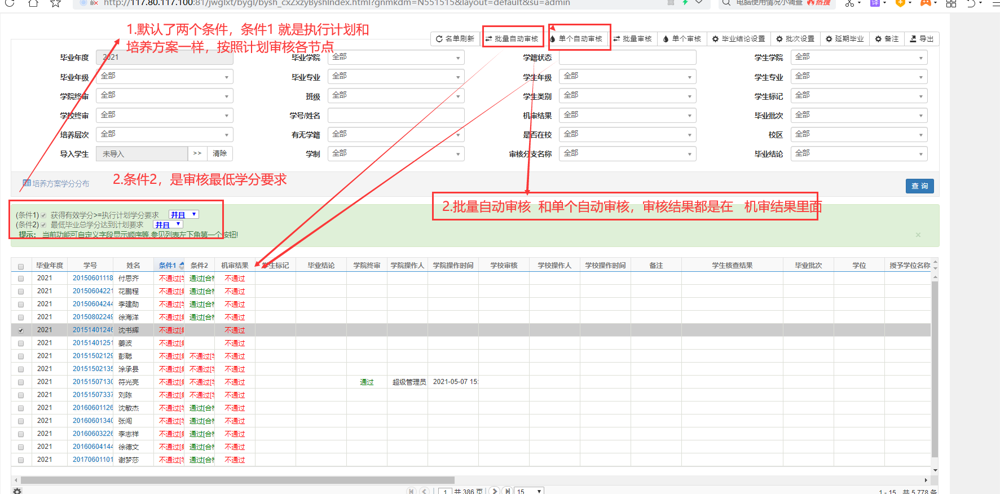 http://117.80.117.100:81/jwglxt/bygl/bysh_cxZxzyByshIndex.html?gnmkdm=N551515&layout=default&su=admin
电脑使用情况小调查 热搜
译
1.默认了两个条件，条件1 就是执行计划和
培养方案一样，按照计划审核各节点
名单刷新 批量自动审核 单个自动审核 批量审核 单个审核 毕业结论设置 批次设置 延期毕业 备注 导出
毕业年度 2021 毕业学院 全部 学籍状态 学生学院 全部
毕业年级 全部 毕业专业 全部 学生年级 全部 学生专业 全部
学院终审 全部 班级 全部 学生类别 全部 学生标记 全部
学校终审 全部 学号/姓名 机审结果 全部 毕业批次 全部
培养层次 全部 有无学籍 全部 是否在校 全部 校区 全部
导入学生 未导入 >> 清除 学制 全部 审核分支名称 全部 毕业结论 全部
培养方案学分分布
2.条件2，是审核最低学分要求
查 询
2.批量自动审核 和单个自动审核，审核结果都是在 机审结果里面
(条件1) 获得有效学分>=执行计划学分要求 并且
(条件2) 最低毕业总学分达到计划要求 并且
提示： 当前功能可自定义字段显示顺序等,参见列表左下角第一个按钮! ×
毕业年度 学号 姓名 条件1 条件2 机审结果 学生标记 毕业结论 学院终审 学院操作人 学院操作时间 学校审核 学校操作人 学校操作时间 备注 学生核查结果 毕业批次 学位 授予学位名称
2021 20150601118 付思齐 不通过[学 通过[合格 不通过
2021 20150604221 花鹏程 不通过[集 通过[合格 不通过
2021 20150604244 李建勋 不通过[学 通过[合格 不通过
2021 20150802249 徐海洋 不通过[集 通过[合格 不通过
2021 20151401246 沈书辉 不通过[集 不通过
2021 20151401251 姜波 不通过[集 不通过
2021 20151502129 彭聪 不通过[集 不通过[学 不通过
2021 20151502135 涂承昙 不通过[集 不通过[学 不通过
2021 20151507130 符光亮 不通过[学 不通过[学 不通过 通过 超级管理员 2021-05-07 15:
2021 20151507337 刘陈 不通过[集 不通过[学 不通过
2021 20160601126 沈敏杰 不通过[学 通过[合格 不通过
2021 20160601340 张闯 不通过[学 通过[合格 不通过
2021 20160603226 李志祥 不通过[集 通过[合格 不通过
2021 20160604144 徐德文 不通过[集 通过[合格 不通过
2021 20170601101 谢梦莎 不通过[学 通过[合格 不通过
1 共 386 页 15 1 - 15 共 5,778 条